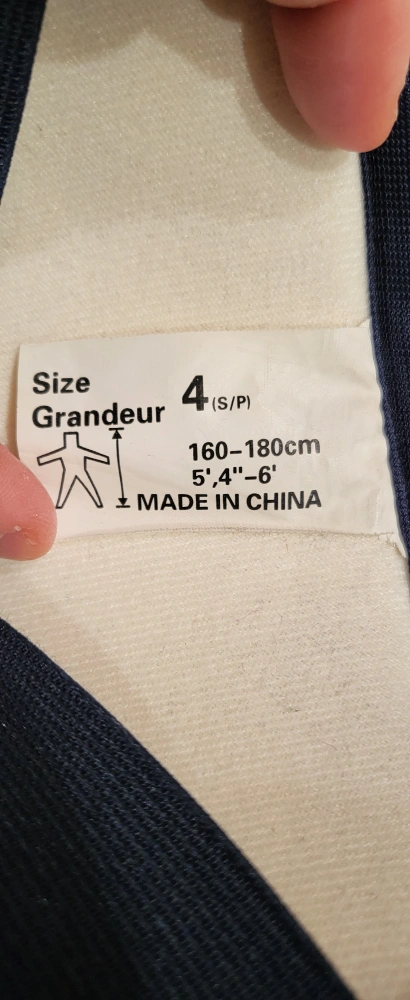 Size
Grandeur
4 (S/P)
160-180cm
5',4"-6'
MADE IN CHINA